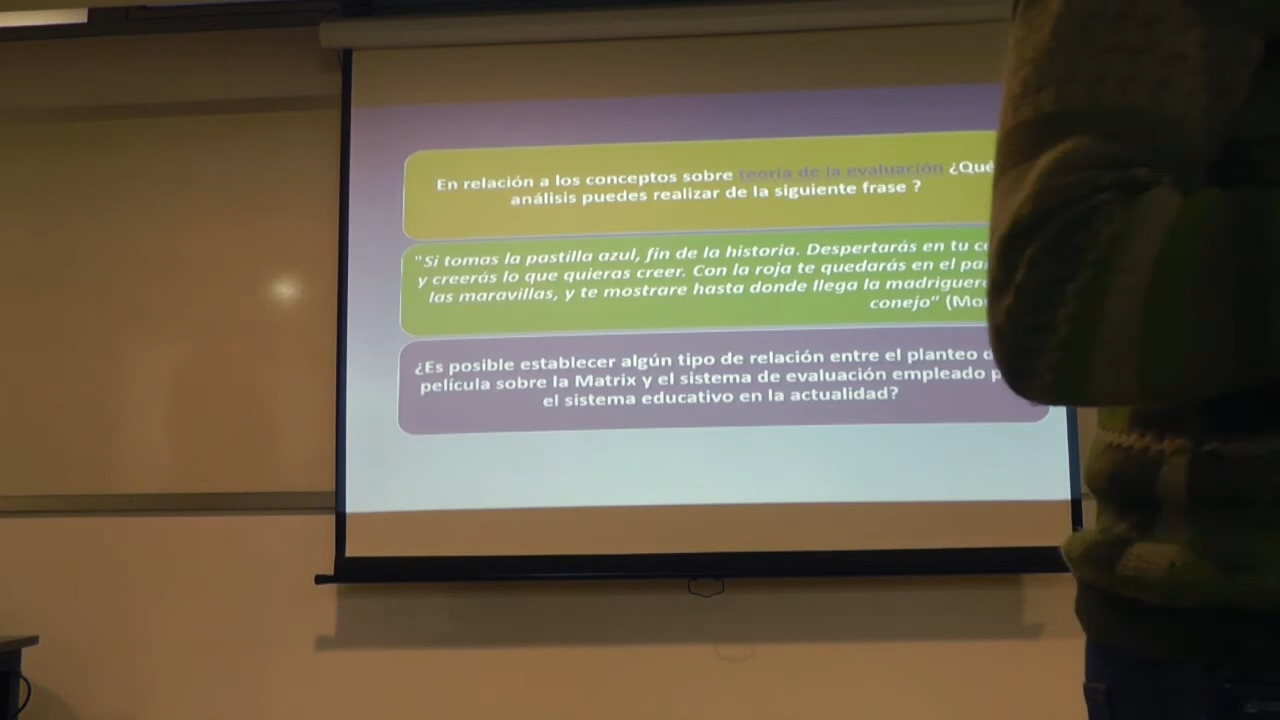 En relación a los conceptos sobre teoría de la evaluación ¿Qué
análisis puedes realizar de la siguiente frase ?
"Si tomas la pastilla azul, fin de la historia. Despertarás en tu
y creerás lo que quieras creer. Con la roja te quedarás en el
las maravillas, y te mostrare hasta donde llega la
conejo"
¿Es posible establecer algún tipo de relación entre el planteo
película sobre la Matrix y el sistema de evaluación empleado
el sistema educativo en la actualidad?